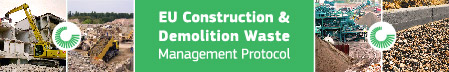 EU Construction &
Demolition Waste
Management Protocol